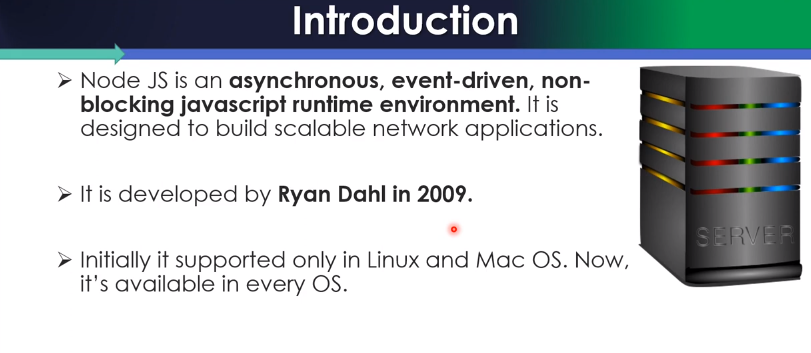 Introduction
➢ Node JS is an asynchronous, event-driven, non-
blocking javascript runtime environment. It is
designed to build scalable network applications.
➢ It is developed by Ryan Dahl in 2009.
➢ Initially it supported only in Linux and Mac OS. Now,
it's available in every OS.
SERVER